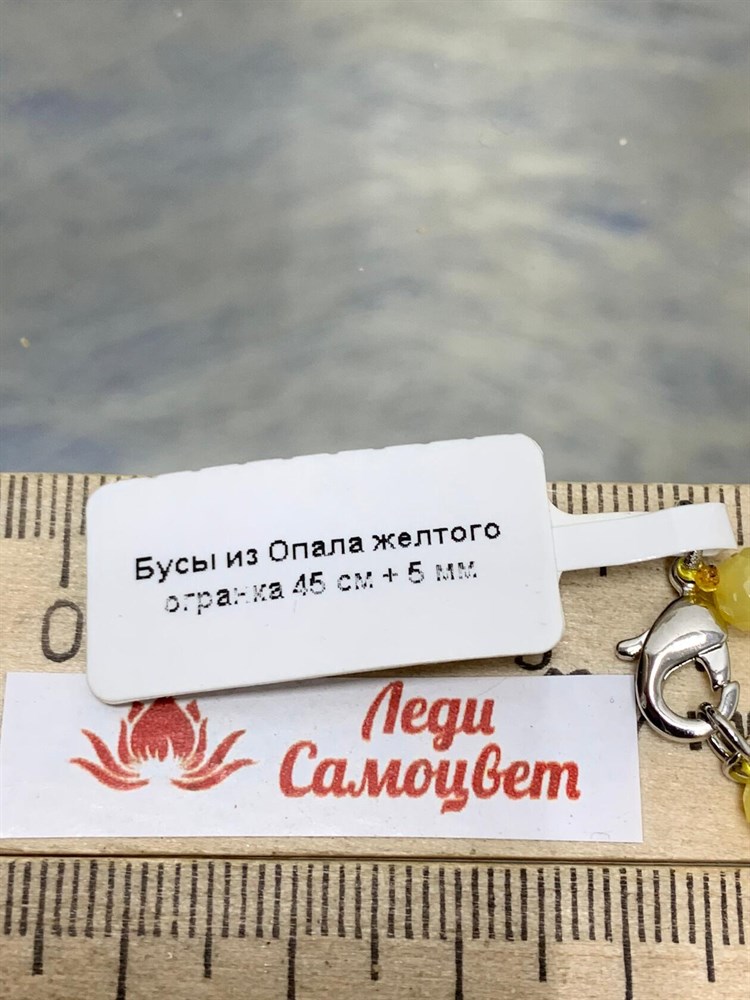 Бусы из Опала желтого
огранка 45 см + 5 мм
Леди
Самоцвет